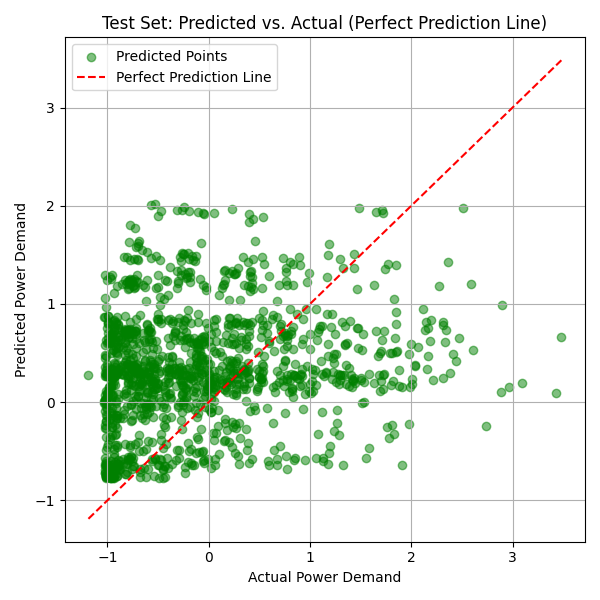 Test Set: Predicted vs. Actual (Perfect Prediction Line)
Predicted Points
Perfect Prediction Line
3
2
1
0
−1
Predicted Power Demand
−1 0 1 2 3
Actual Power Demand